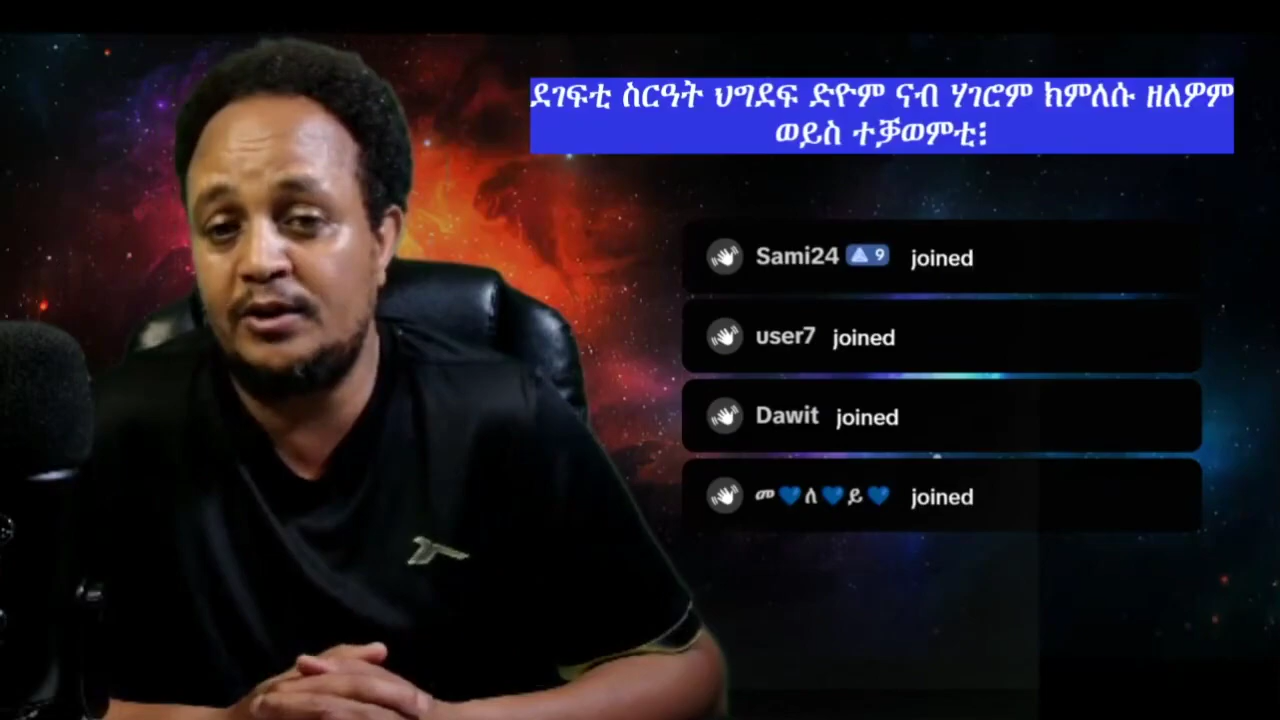 ደገፍቲ ስርዓት ህግደፍ ድዮም ናብ ሃገሮም ክምለሱ ዘለዎም
ወይስ ተቓወምቲ፧
Sami24 9 joined
user7 joined
Dawit joined
መ💙ለ💙ይ💙 joined